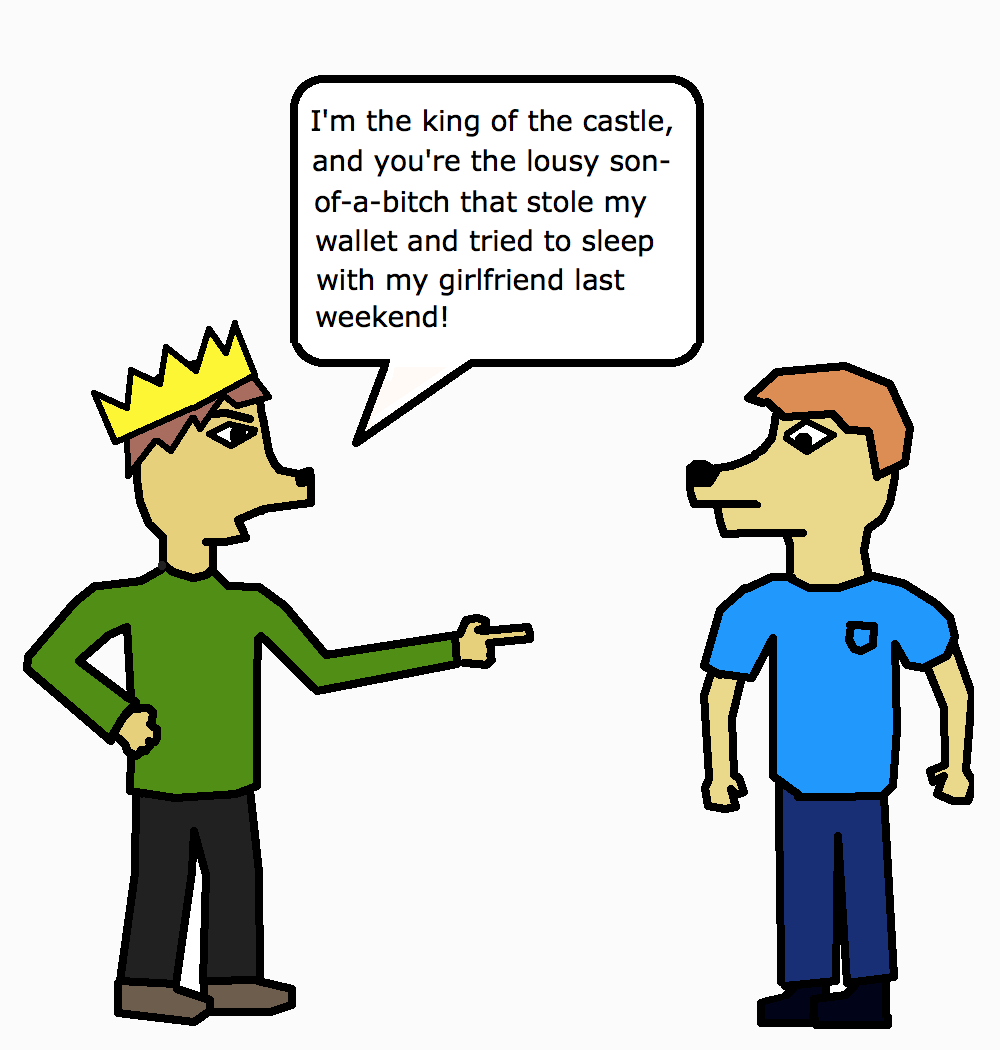 I'm the king of the castle,
and you're the lousy son-
of-a-bitch that stole my
wallet and tried to sleep
with my girlfriend last
weekend!